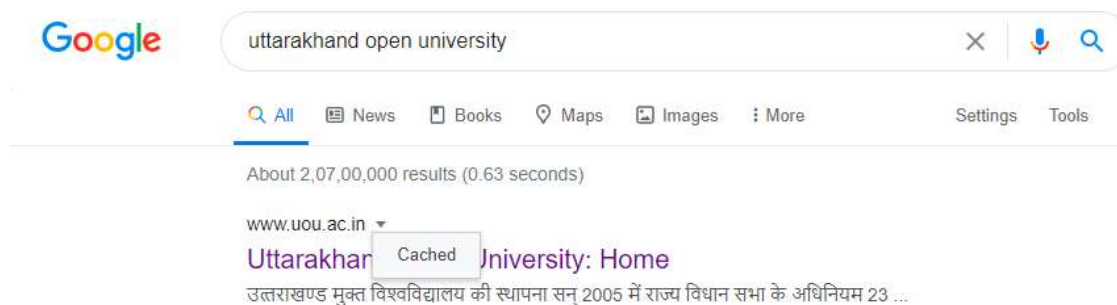 Google uttarakhand open university
All News Books Maps Images More Settings Tools
About 2,07,00,000 results (0.63 seconds)
www.uou.ac.in
Cached
Uttarakhan University: Home
उत्तराखण्ड मुक्त विश्वविद्यालय की स्थापना सन् 2005 में राज्य विधान सभा के अधिनियम 23 ...